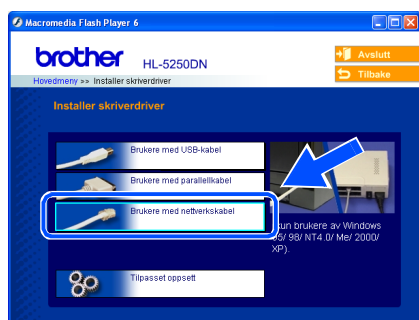 Macromedia Flash Player 6
brother
HL-5250DN
Avslutt
Tilbake
Hovedmeny >> Installer skriverdriver
Installer skriverdriver
Brukere med USB-kabel
Brukere med parallellkabel
Brukere med nettverkskabel
kun brukere av Windows
95/ 98/ NT4.0/ Me/ 2000/
XP).
Tilpasset oppsett